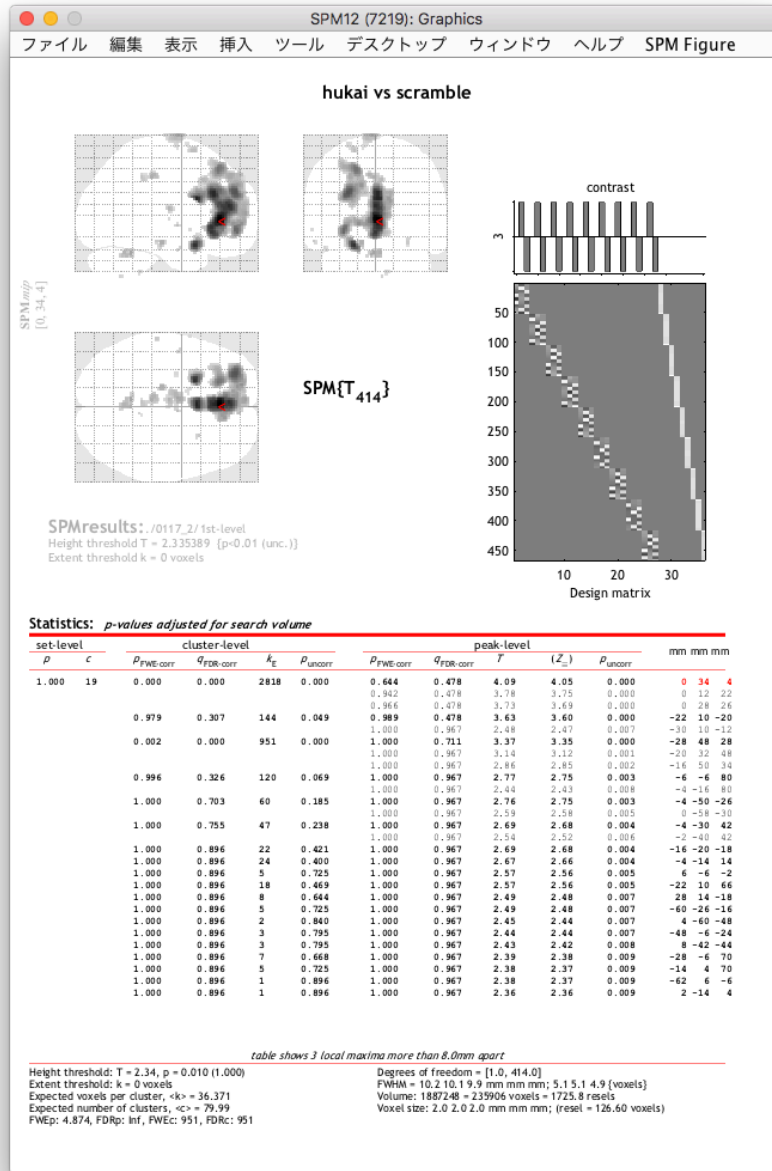 SPM12 (7219): Graphics
ファイル 編集 表示 挿入 ツール デスクトップ ウィンドウ ヘルプ SPM Figure
hukai vs scramble
SPMmip
[0, 34, 4]
contrast
3
SPM{T414}
50
100
150
200
250
300
350
400
450
10 20 30
Design matrix
SPMresults: ./0117_2/1st-level
Height threshold T = 2.335389 {p<0.01 (unc.)}
Extent threshold k = 0 voxels
Statistics: p-values adjusted for search volume
set-level cluster-level peak-level mm mm mm
p c pFWE-corr qFDR-corr kE puncorr pFWE-corr qFDR-corr T (Z≡) puncorr
1.000 19 0.000 0.000 2818 0.000 0.644 0.478 4.09 4.05 0.000 0 34 4
0.942 0.478 3.78 3.75 0.000 0 12 22
0.966 0.478 3.73 3.69 0.000 0 28 26
0.979 0.307 144 0.049 0.989 0.478 3.63 3.60 0.000 -22 10 -20
1.000 0.967 2.48 2.47 0.007 -30 10 -12
0.002 0.000 951 0.000 1.000 0.711 3.37 3.35 0.000 -28 48 28
1.000 0.967 3.14 3.12 0.001 -20 32 48
1.000 0.967 2.86 2.85 0.002 -16 50 34
0.996 0.326 120 0.069 1.000 0.967 2.77 2.75 0.003 -6 -6 80
1.000 0.967 2.44 2.43 0.008 -4 -16 80
1.000 0.703 60 0.185 1.000 0.967 2.76 2.75 0.003 -4 -50 -26
1.000 0.967 2.59 2.58 0.005 0 -58 -30
1.000 0.755 47 0.238 1.000 0.967 2.69 2.68 0.004 -4 -30 42
1.000 0.967 2.54 2.52 0.006 -2 -40 42
1.000 0.896 22 0.421 1.000 0.967 2.69 2.68 0.004 -16 -20 -18
1.000 0.896 24 0.400 1.000 0.967 2.67 2.66 0.004 -4 -14 14
1.000 0.896 5 0.725 1.000 0.967 2.57 2.56 0.005 6 -6 -2
1.000 0.896 18 0.469 1.000 0.967 2.57 2.56 0.005 -22 10 66
1.000 0.896 8 0.644 1.000 0.967 2.49 2.48 0.007 28 14 -18
1.000 0.896 5 0.725 1.000 0.967 2.49 2.48 0.007 -60 -26 -16
1.000 0.896 2 0.840 1.000 0.967 2.45 2.44 0.007 4 -60 -48
1.000 0.896 3 0.795 1.000 0.967 2.44 2.44 0.007 -48 -6 -24
1.000 0.896 3 0.795 1.000 0.967 2.43 2.42 0.008 8 -42 -44
1.000 0.896 7 0.668 1.000 0.967 2.39 2.38 0.009 -28 -6 70
1.000 0.896 5 0.725 1.000 0.967 2.38 2.37 0.009 -14 4 70
1.000 0.896 1 0.896 1.000 0.967 2.38 2.37 0.009 -62 6 -6
1.000 0.896 1 0.896 1.000 0.967 2.36 2.36 0.009 2 -14 4
table shows 3 local maxima more than 8.0mm apart
Height threshold: T = 2.34, p = 0.010 (1.000)
Extent threshold: k = 0 voxels
Expected voxels per cluster, <k> = 36.371
Expected number of clusters, <c> = 79.99
FWEp: 4.874, FDRp: Inf, FWEc: 951, FDRc: 951
Degrees of freedom = [1.0, 414.0]
FWHM = 10.2 10.1 9.9 mm mm mm; 5.1 5.1 4.9 {voxels}
Volume: 1887248 = 235906 voxels = 1725.8 resels
Voxel size: 2.0 2.0 2.0 mm mm mm; (resel = 126.60 voxels)